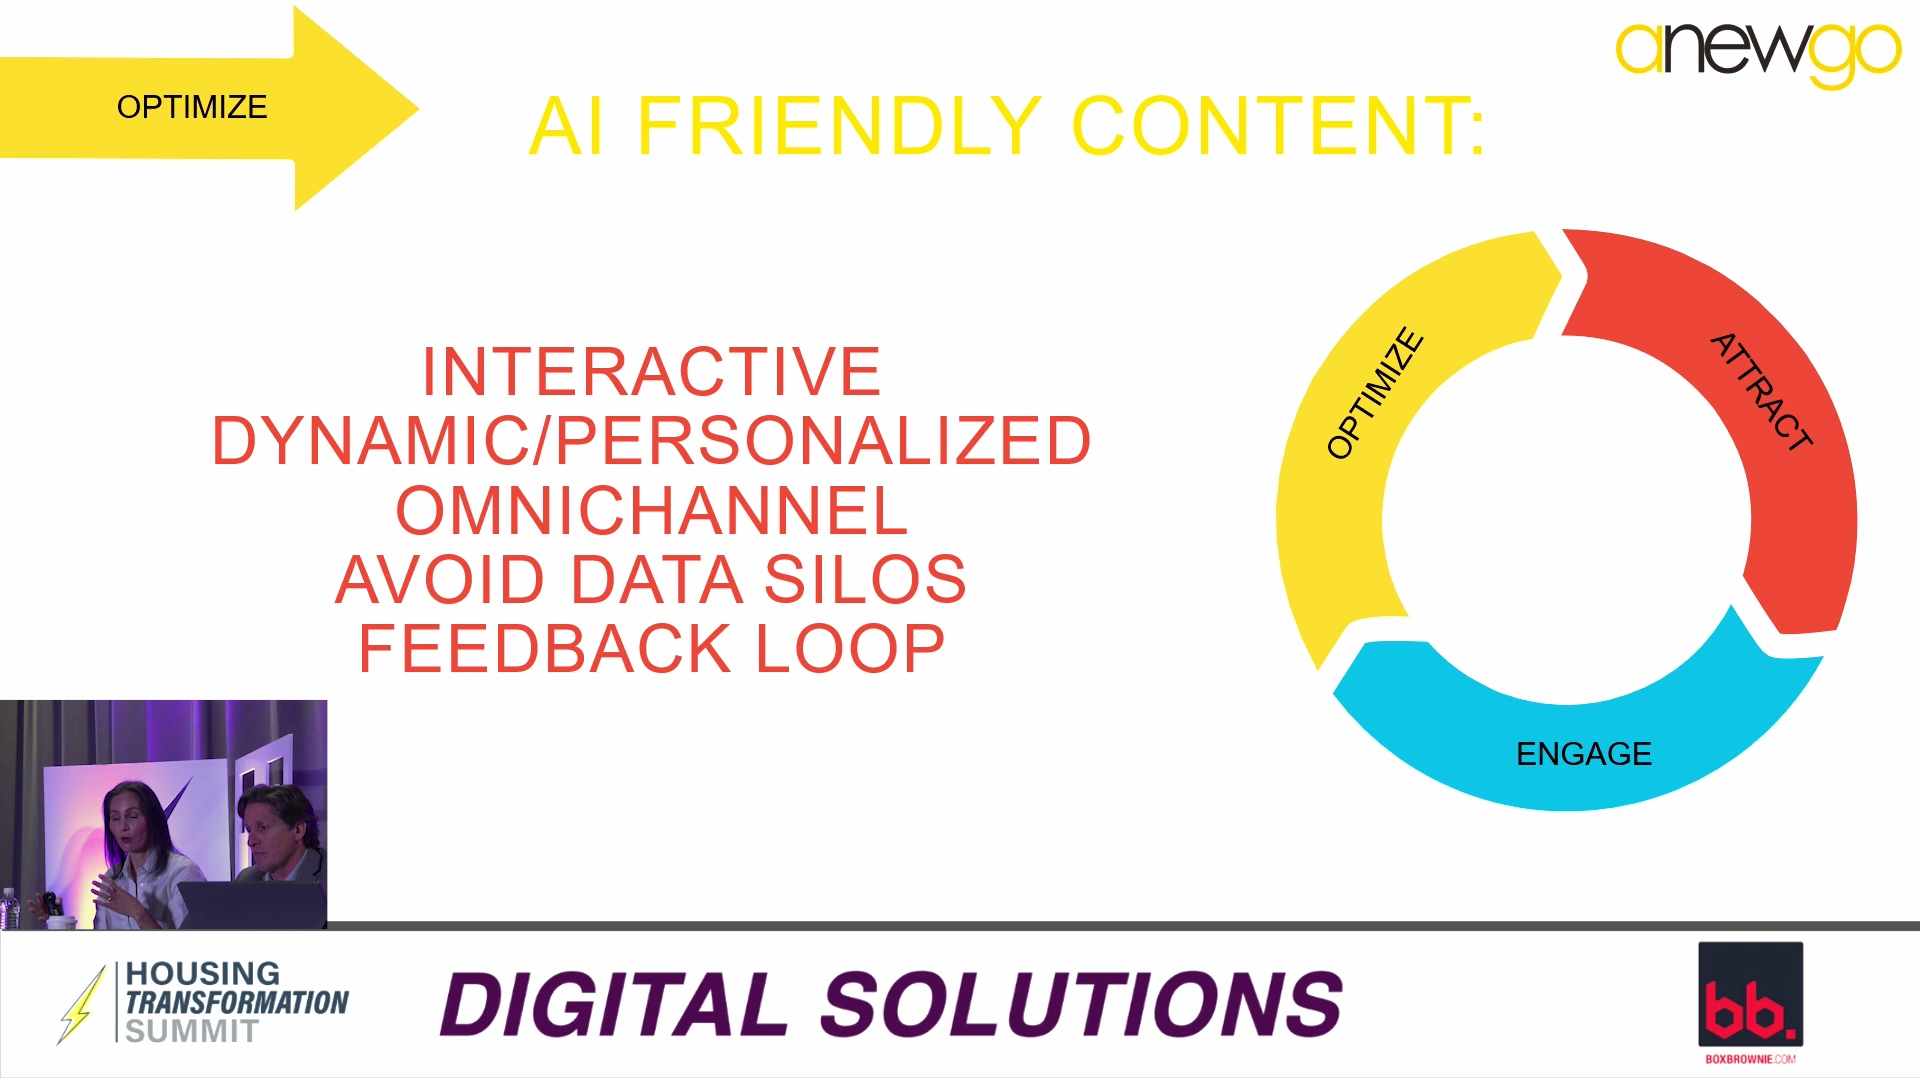 OPTIMIZE
anewgo
AI FRIENDLY CONTENT:
INTERACTIVE
DYNAMIC/PERSONALIZED
OMNICHANNEL
AVOID DATA SILOS
FEEDBACK LOOP
OPTIMIZE
ATTRACT
ENGAGE
HOUSING
TRANSFORMATION
SUMMIT
DIGITAL SOLUTIONS
bb.
BOXBROWNIE.COM